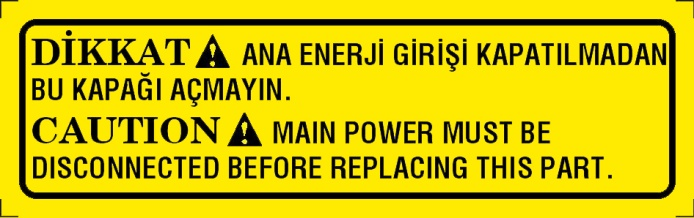 DİKKAT ANA ENERJİ GİRİŞİ KAPATILMADAN
BU KAPAĞI AÇMAYIN.
CAUTION MAIN POWER MUST BE
DISCONNECTED BEFORE REPLACING THIS PART.